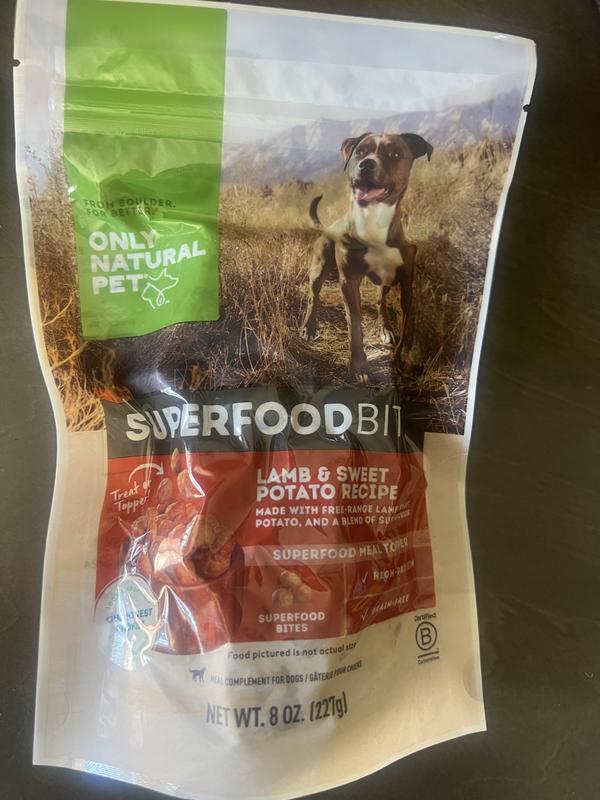 FROM BOULDER.
FOR BETTER.™
ONLY
NATURAL
PET
SUPERFOODBIT
Treat or
Topper
LAMB & SWEET
POTATO RECIPE
MADE WITH FREE-RANGE LAMB,
POTATO, AND A BLEND OF
SUPERFOOD MEAL TOPPER
✓ HIGH-PROTEIN
✓ GRAIN-FREE
SUPERFOOD
BITES
HONEST
Food pictured is not actual size
Certified
B
Corporation
MEAL COMPLEMENT FOR DOGS / GÂTERIE POUR CHIENS
NET WT. 8 OZ. (227g)